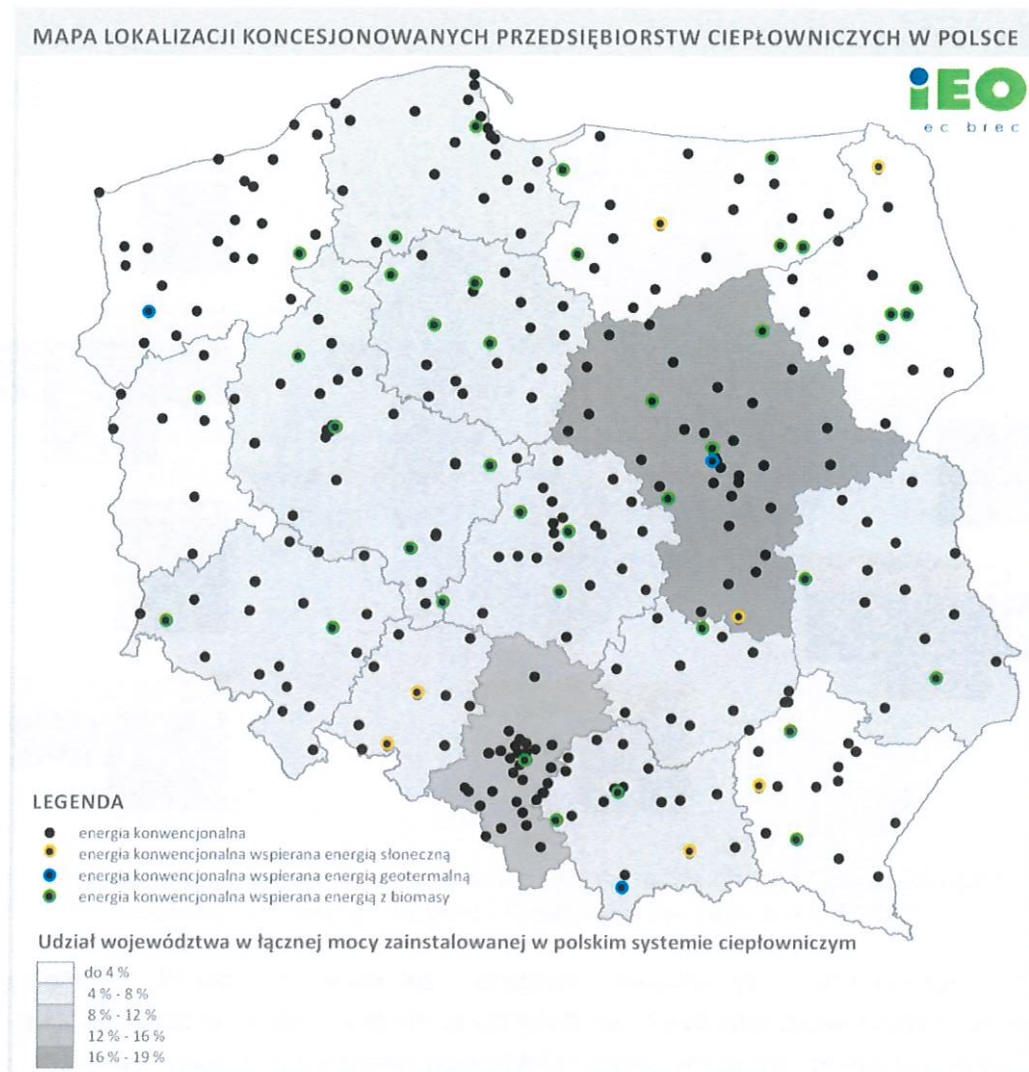 MAPA LOKALIZACJI KONCESJONOWANYCH PRZEDSIĘBIORSTW CIEPŁOWNICZYCH W POLSCE
iEO
ec brec
LEGENDA
energia konwencjonalna
energia konwencjonalna wspierana energią słoneczną
energia konwencjonalna wspierana energią geotermalną
energia konwencjonalna wspierana energią z biomasy
Udział województwa w łącznej mocy zainstalowanej w polskim systemie ciepłowniczym
do 4 %
4 % - 8 %
8 % - 12 %
12 % - 16 %
16 % - 19 %